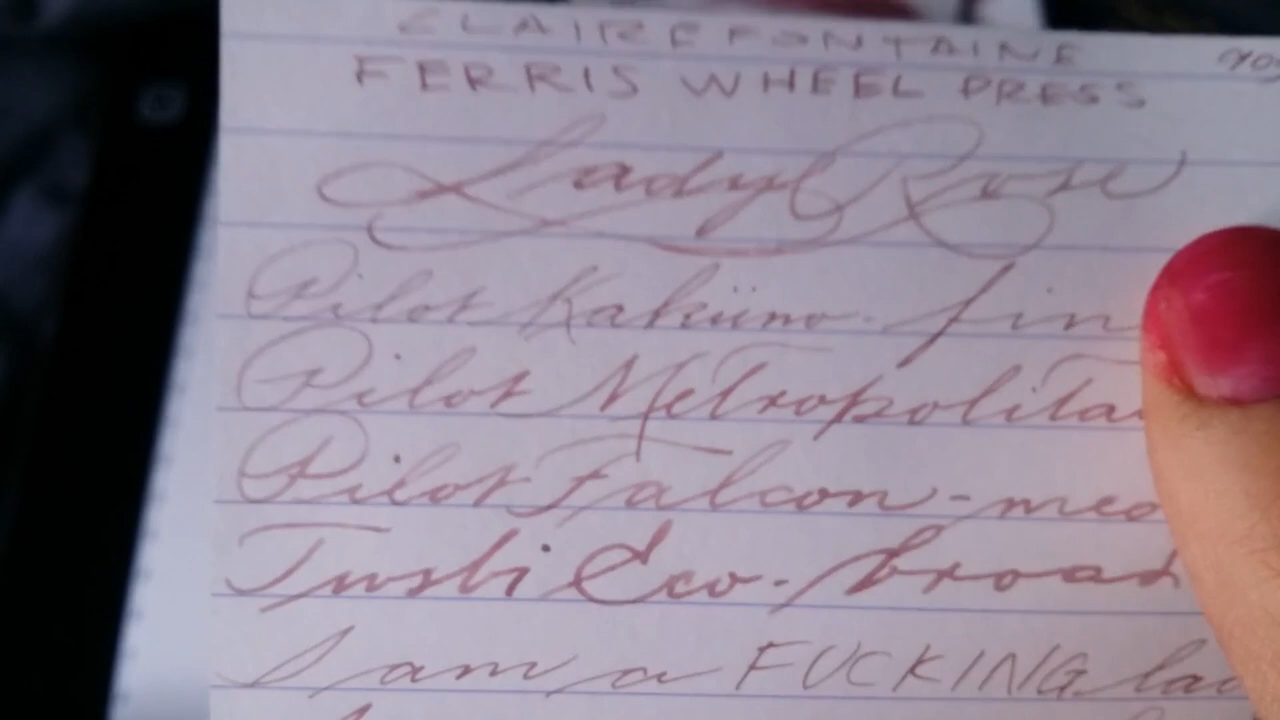 CLAIREFONTAINE
FERRIS WHEEL PRESS
Lady Rose
Pilot Kaküno - fin
Pilot Metropolita
Pilot Falcon - med
Twsbi Eco - broad
I am a FUCKING la